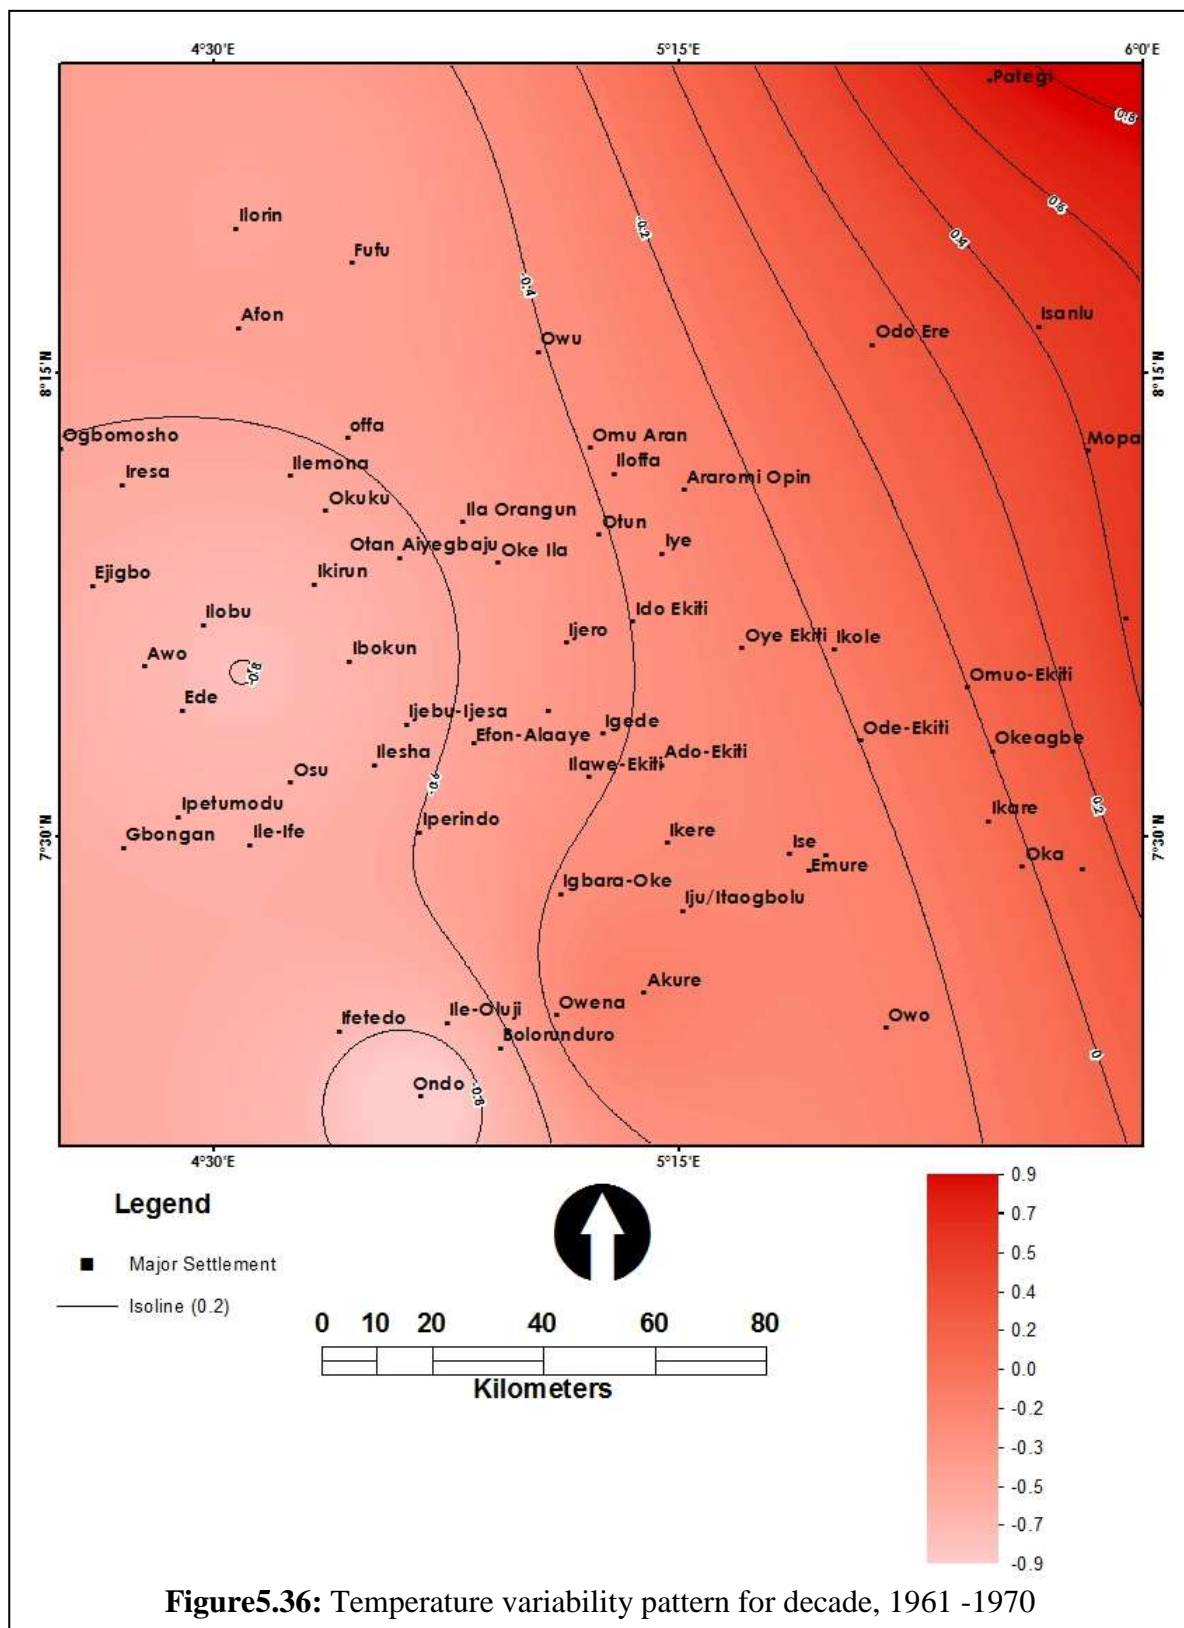 4°30'E 5°15'E 6°0'E
Pategi
0.8
0.6
Ilorin
-0.2
0.4
Fufu
-0.4
Afon
Isanlu
Owu
Odo Ere
8°15'N 8°15'N
offa
Ogbomosho
Omu Aran
Mopa
Iresa
Ilemona
Iloffa
Araromi Opin
Okuku
Ila Orangun
Otun
Otan Aiyegbaju
Oke Ila
Iye
Ejigbo
Ikirun
Ilobu
Ido Ekiti
Ijero
Oye Ekiti
Ikole
Awo
-0.8
Ibokun
Omuo-Ekiti
Ede
Ijebu-Ijesa
Igede
Efon-Alaaye
Ode-Ekiti
Okeagbe
Ilesha
Ilawe-Ekiti
Ado-Ekiti
Osu
-0.6
Ipetumodu
Iperindo
0.2
Ikare
Gbongan
Ile-Ife
Ikere
Ise
7°30'N 7°30'N
Oka
Emure
Igbara-Oke
Iju/Itaogbolu
Akure
Ifetedo
Ile-Oluji
Owena
Owo
Bolorunduro
0
Ondo
-0.8
4°30'E 5°15'E
Legend
Major Settlement
Isoline (0.2)
0 10 20 40 60 80
Kilometers
0.9
0.7
0.5
0.4
0.2
0.0
-0.2
-0.3
-0.5
-0.7
-0.9
Figure5.36: Temperature variability pattern for decade, 1961 -1970